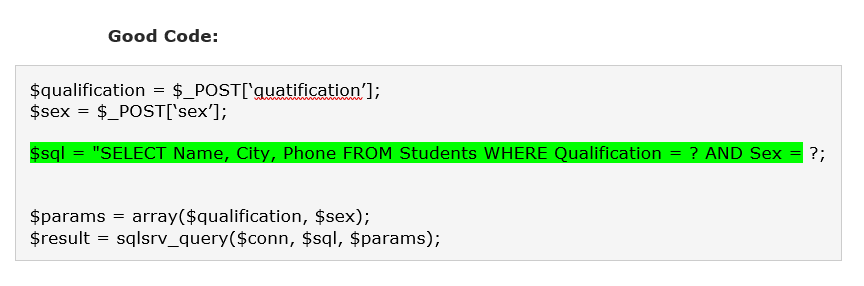 Good Code:
$qualification = $_POST[‘quatification’];
$sex = $_POST[‘sex’];
$sql = "SELECT Name, City, Phone FROM Students WHERE Qualification = ? AND Sex = ?;
$params = array($qualification, $sex);
$result = sqlsrv_query($conn, $sql, $params);